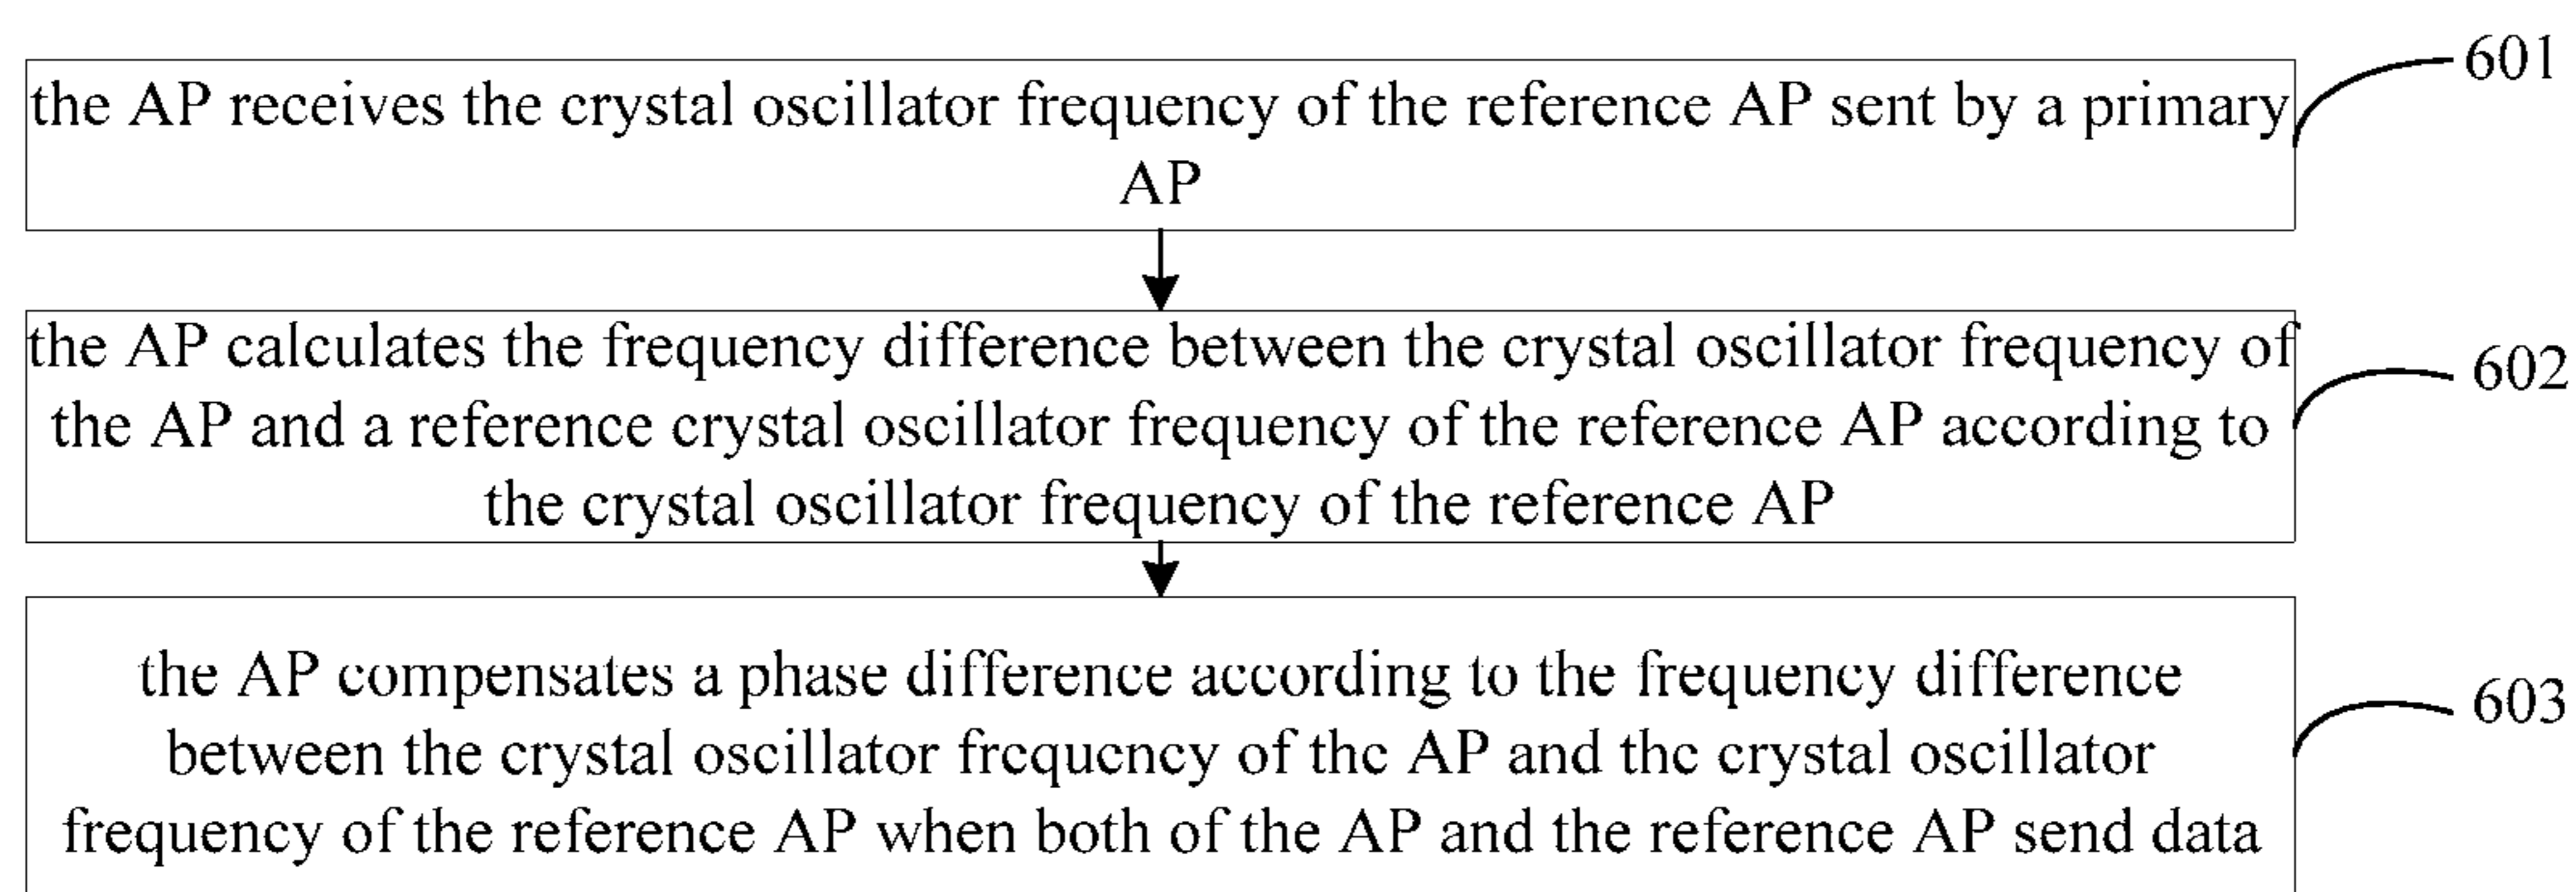 the AP receives the crystal oscillator frequency of the reference AP sent by a primary
AP
601
the AP calculates the frequency difference between the crystal oscillator frequency of
the AP and a reference crystal oscillator frequency of the reference AP according to
the crystal oscillator frequency of the reference AP
602
the AP compensates a phase difference according to the frequency difference
between the crystal oscillator frequency of the AP and the crystal oscillator
frequency of the reference AP when both of the AP and the reference AP send data
603